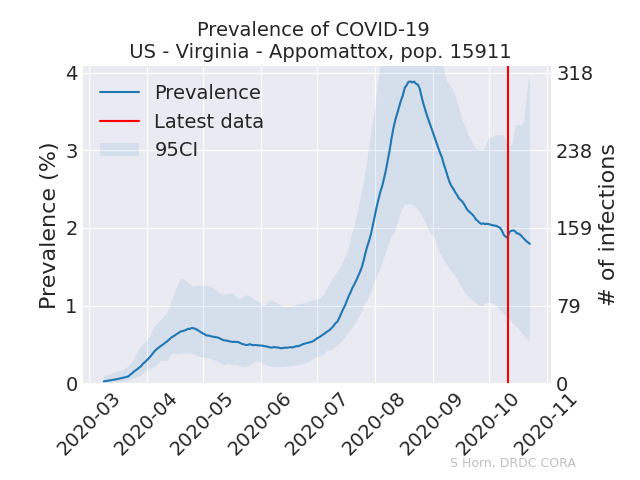 Prevalence of COVID-19
US - Virginia - Appomattox, pop. 15911
Prevalence
Latest data
95CI
Prevalence (%)
4
3
2
1
0
318
238
159
79
0
# of infections
2020-03
2020-04
2020-05
2020-06
2020-07
2020-08
2020-09
2020-10
2020-11
S Horn, DRDC CORA